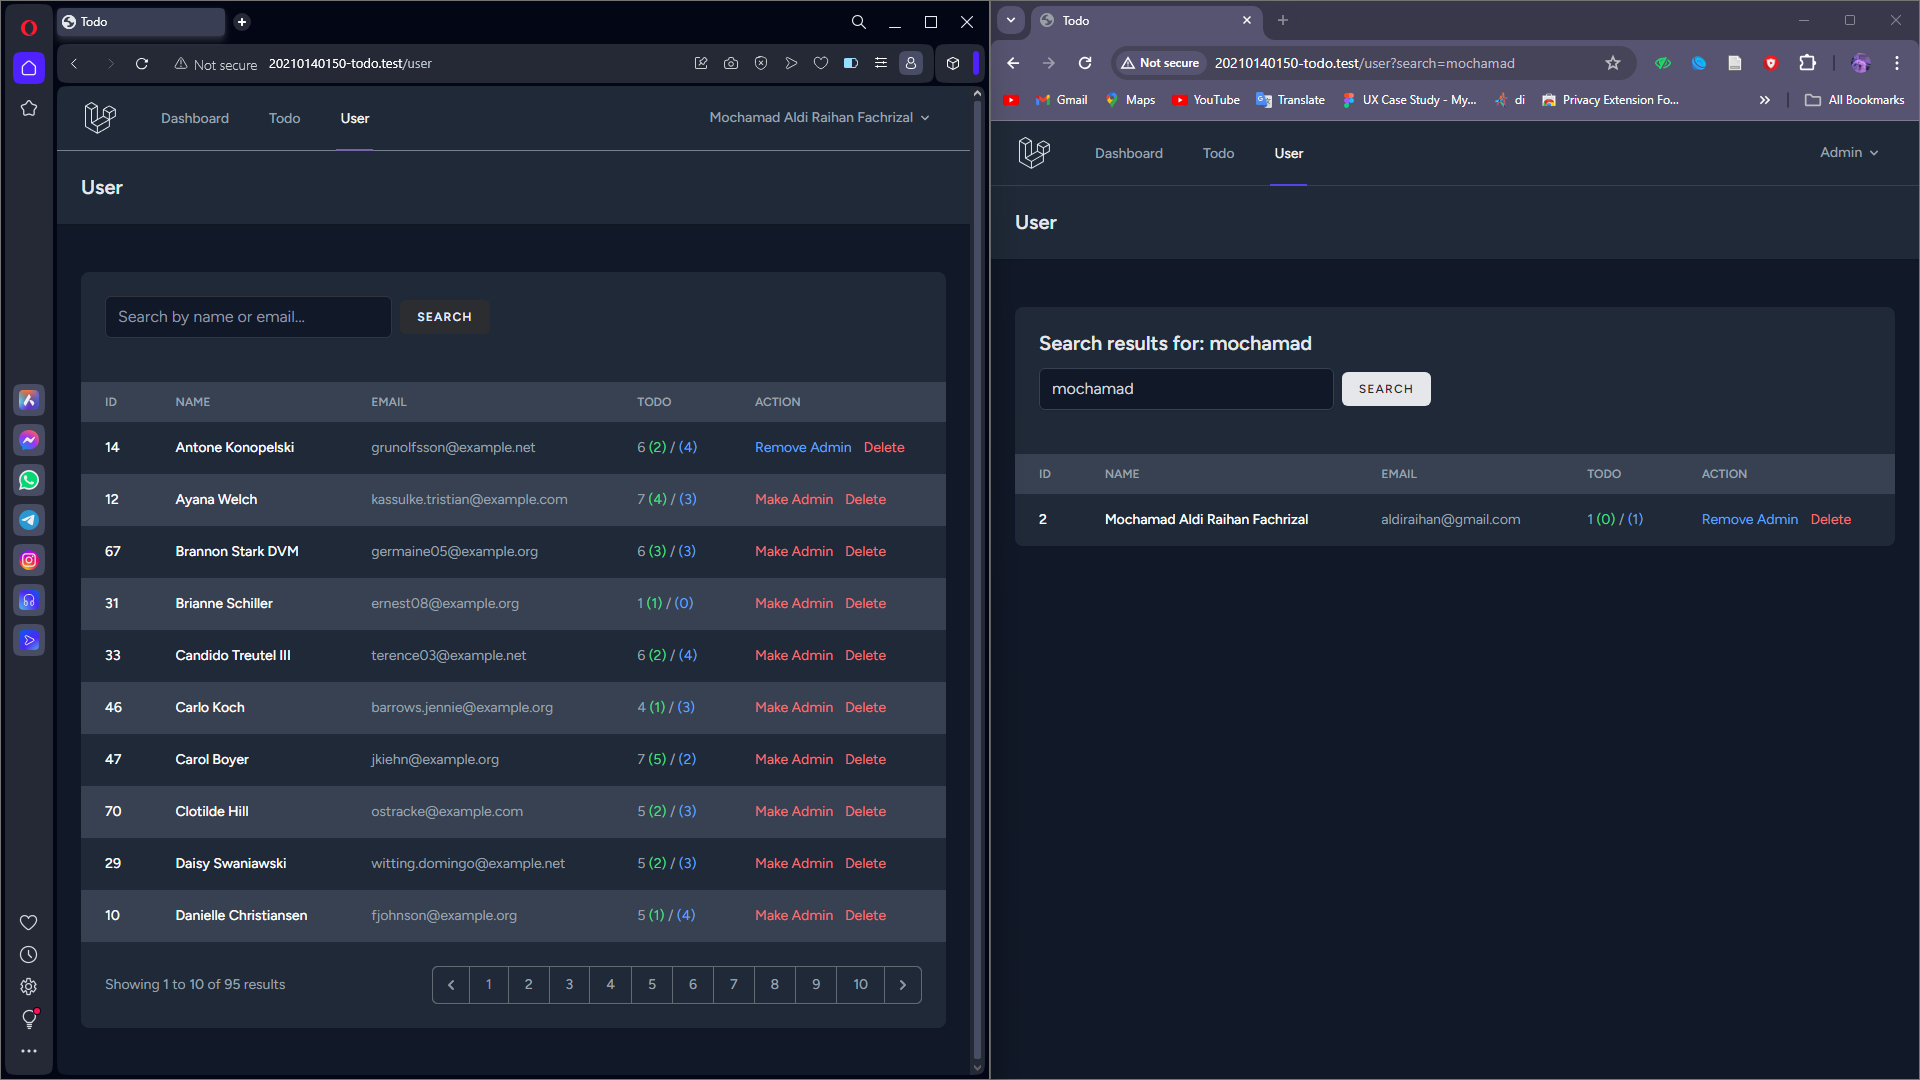 Todo
Not secure 20210140150-todo.test/user
Dashboard Todo User Mochamad Aldi Raihan Fachrizal
User
Search by name or email...
SEARCH
ID NAME EMAIL TODO ACTION
14 Antone Konopelski grunolfsson@example.net 6 (2) / (4) Remove Admin Delete
12 Ayana Welch kassulke.tristian@example.com 7 (4) / (3) Make Admin Delete
67 Brannon Stark DVM germaine05@example.org 6 (3) / (3) Make Admin Delete
31 Brianne Schiller ernest08@example.org 1 (1) / (0) Make Admin Delete
33 Candido Treutel III terence03@example.net 6 (2) / (4) Make Admin Delete
46 Carlo Koch barrows.jennie@example.org 4 (1) / (3) Make Admin Delete
47 Carol Boyer jkiehn@example.org 7 (5) / (2) Make Admin Delete
70 Clotilde Hill ostracke@example.com 5 (2) / (3) Make Admin Delete
29 Daisy Swaniawski witting.domingo@example.net 5 (2) / (3) Make Admin Delete
10 Danielle Christiansen fjohnson@example.org 5 (1) / (4) Make Admin Delete
Showing 1 to 10 of 95 results
1 2 3 4 5 6 7 8 9 10
Todo
Not secure 20210140150-todo.test/user?search=mochamad
Gmail Maps YouTube Translate UX Case Study - My... di Privacy Extension Fo... All Bookmarks
Dashboard Todo User Admin
User
Search results for: mochamad
mochamad
SEARCH
ID NAME EMAIL TODO ACTION
2 Mochamad Aldi Raihan Fachrizal aldiraihan@gmail.com 1 (0) / (1) Remove Admin Delete